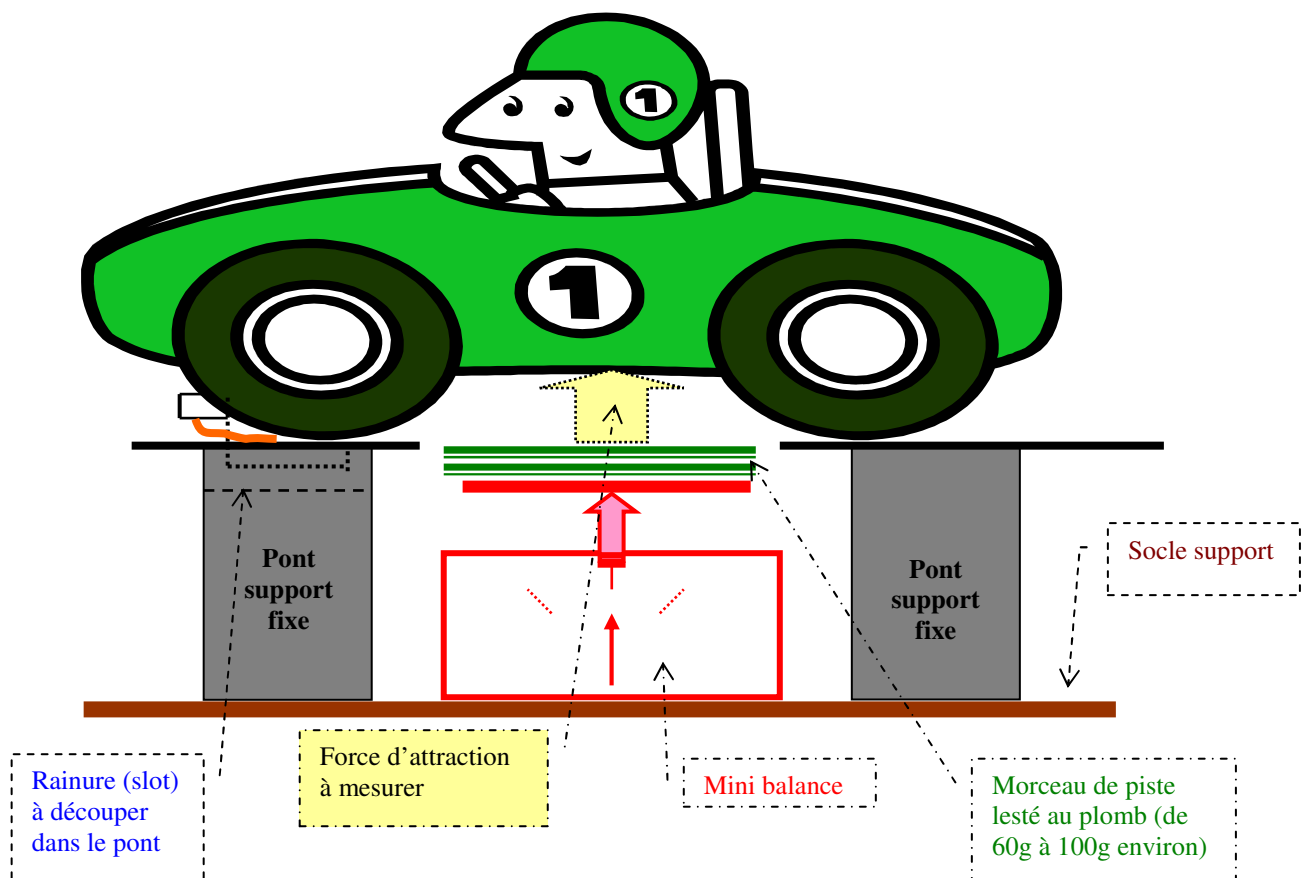 1
1
Pont
support
fixe
Pont
support
fixe
Socle support
Rainure (slot)
à découper
dans le pont
Force d'attraction
à mesurer
Mini balance
Morceau de piste
lesté au plomb (de
60g à 100g environ)